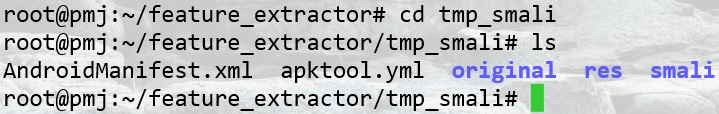 root@pmj:~/feature_extractor# cd tmp_smali
root@pmj:~/feature_extractor/tmp_smali# ls
AndroidManifest.xml  apktool.yml  original  res  smali
root@pmj:~/feature_extractor/tmp_smali#